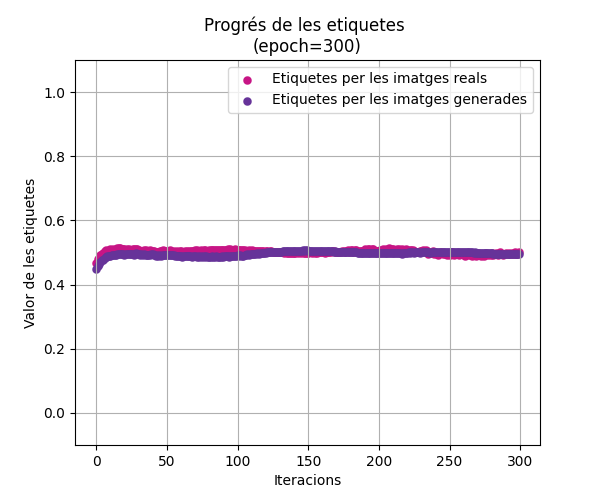 Progrés de les etiquetes
(epoch=300)
Etiquetes per les imatges reals
Etiquetes per les imatges generades
Valor de les etiquetes
1.0
0.8
0.6
0.4
0.2
0.0
0 50 100 150 200 250 300
Iteracions